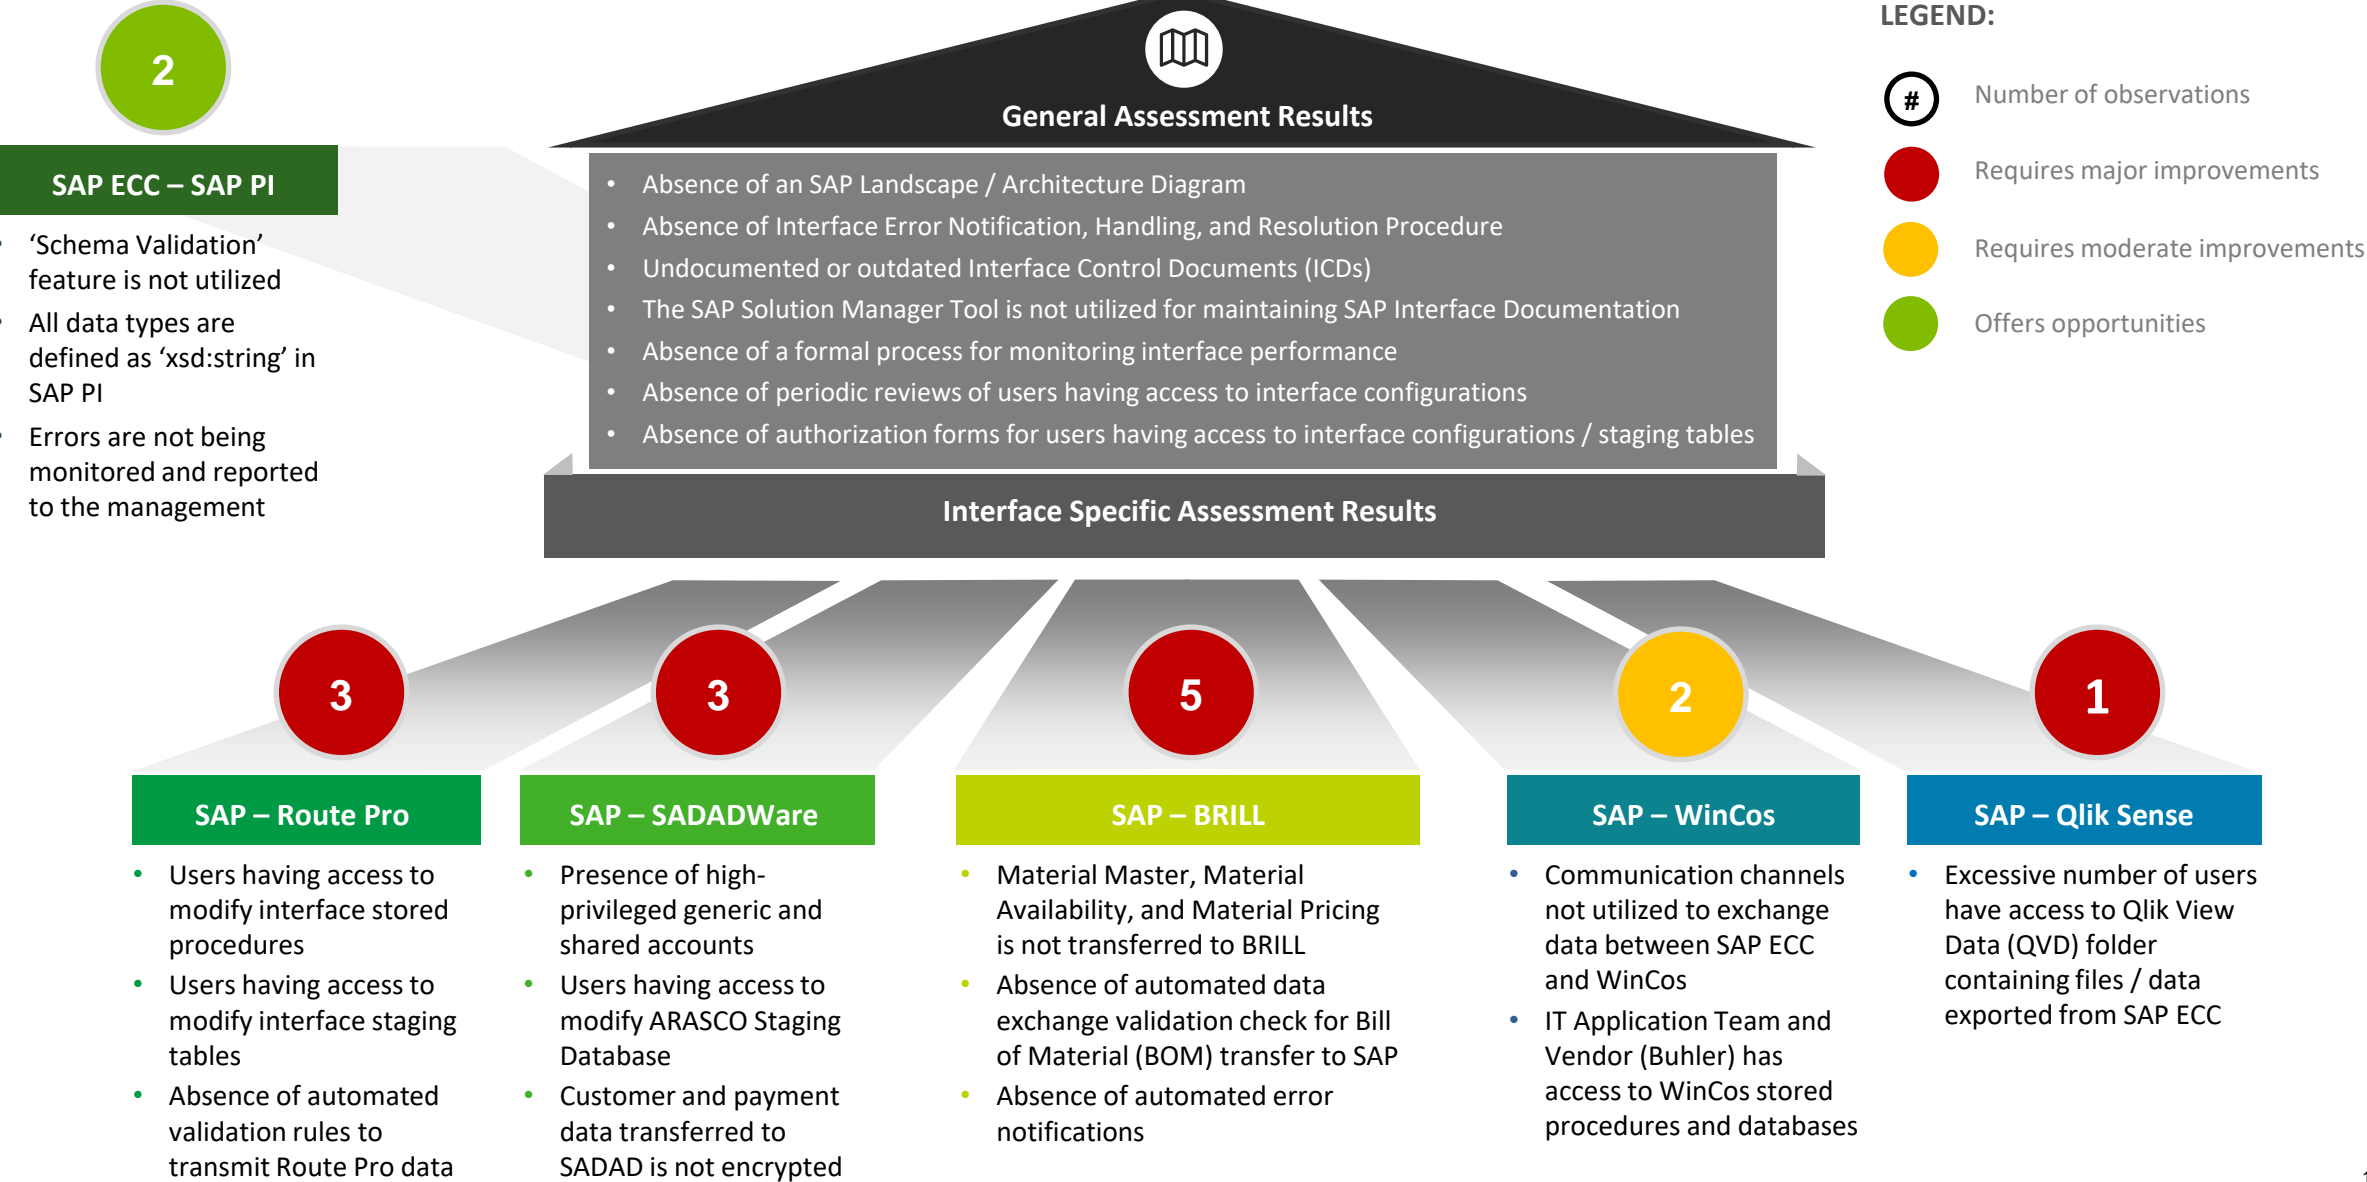 2
SAP ECC – SAP PI
• ‘Schema Validation’
feature is not utilized
• All data types are
defined as ‘xsd:string’ in
SAP PI
• Errors are not being
monitored and reported
to the management
General Assessment Results
• Absence of an SAP Landscape / Architecture Diagram
• Absence of Interface Error Notification, Handling, and Resolution Procedure
• Undocumented or outdated Interface Control Documents (ICDs)
• The SAP Solution Manager Tool is not utilized for maintaining SAP Interface Documentation
• Absence of a formal process for monitoring interface performance
• Absence of periodic reviews of users having access to interface configurations
• Absence of authorization forms for users having access to interface configurations / staging tables
Interface Specific Assessment Results
LEGEND:
# Number of observations
Requires major improvements
Requires moderate improvements
Offers opportunities
3
SAP – Route Pro
• Users having access to
modify interface stored
procedures
• Users having access to
modify interface staging
tables
• Absence of automated
validation rules to
transmit Route Pro data
3
SAP – SADADWare
• Presence of high-
privileged generic and
shared accounts
• Users having access to
modify ARASCO Staging
Database
• Customer and payment
data transferred to
SADAD is not encrypted
5
SAP – BRILL
• Material Master, Material
Availability, and Material Pricing
is not transferred to BRILL
• Absence of automated data
exchange validation check for Bill
of Material (BOM) transfer to SAP
• Absence of automated error
notifications
2
SAP – WinCos
• Communication channels
not utilized to exchange
data between SAP ECC
and WinCos
• IT Application Team and
Vendor (Buhler) has
access to WinCos stored
procedures and databases
1
SAP – Qlik Sense
• Excessive number of users
have access to Qlik View
Data (QVD) folder
containing files / data
exported from SAP ECC